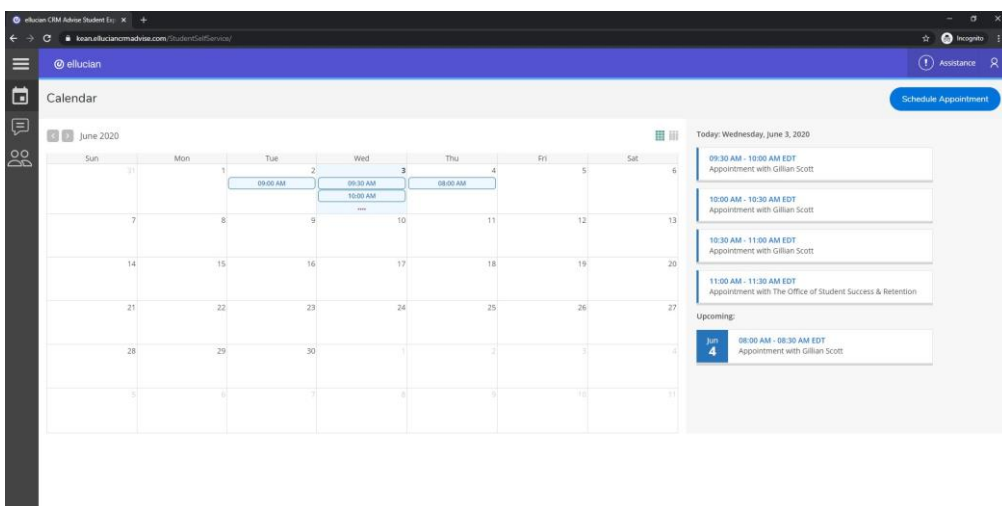 ellucian CRM Advise Student Exp
kean.elluciancrmadvise.com/StudentSelfService/
Incognito
ellucian
Assistance
Calendar
Schedule Appointment
June 2020
Sun Mon Tue Wed Thu Fri Sat
31 1 2 3 4 5 6
09:00 AM 09:30 AM 08:00 AM
10:00 AM
7 8 9 10 11 12 13
14 15 16 17 18 19 20
21 22 23 24 25 26 27
28 29 30 1 2 3 4
5 6 7 8 9 10 11
Today: Wednesday, June 3, 2020
09:30 AM - 10:00 AM EDT
Appointment with Gillian Scott
10:00 AM - 10:30 AM EDT
Appointment with Gillian Scott
10:30 AM - 11:00 AM EDT
Appointment with Gillian Scott
11:00 AM - 11:30 AM EDT
Appointment with The Office of Student Success & Retention
Upcoming:
Jun
4
08:00 AM - 08:30 AM EDT
Appointment with Gillian Scott